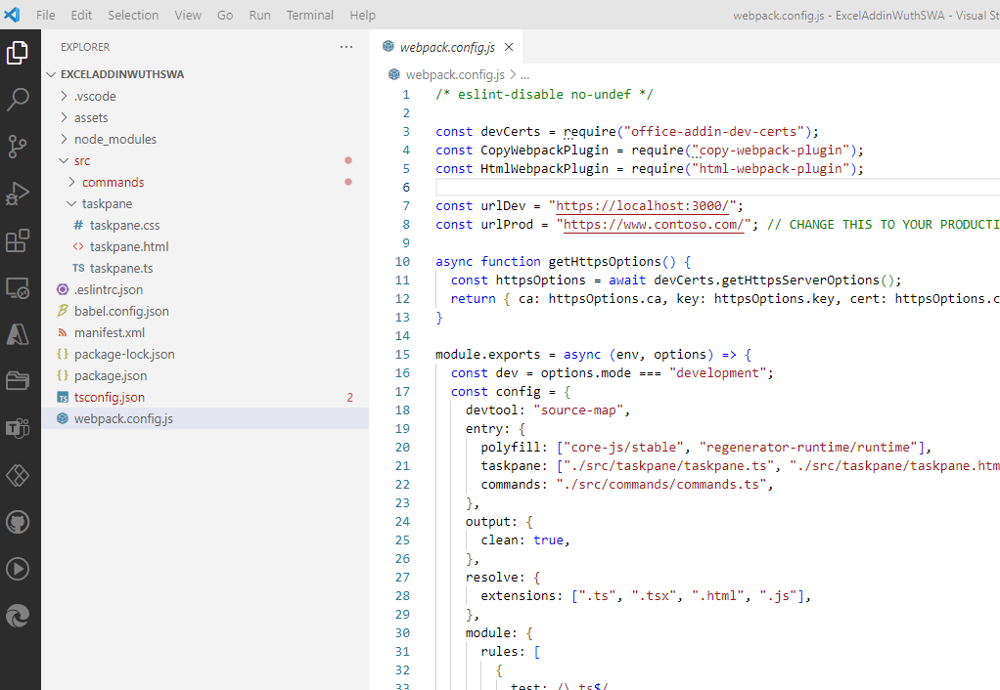 File Edit Selection View Go Run Terminal Help webpack.config.js - ExcelAddinWuthSWA - Visual
EXPLORER ···
EXCELADDINWUTHSWA
.vscode
assets
node_modules
src
commands
taskpane
# taskpane.css
<> taskpane.html
TS taskpane.ts
.eslintrc.json
babel.config.json
manifest.xml
{} package-lock.json
{} package.json
TS tsconfig.json 2
webpack.config.js
webpack.config.js ×
webpack.config.js > ...
1 /* eslint-disable no-undef */
2
3 const devCerts = require("office-addin-dev-certs");
4 const CopyWebpackPlugin = require("copy-webpack-plugin");
5 const HtmlWebpackPlugin = require("html-webpack-plugin");
6
7 const urlDev = "https://localhost:3000/";
8 const urlProd = "https://www.contoso.com/"; // CHANGE THIS TO YOUR PRODUCTI
9
10 async function getHttpsOptions() {
11 const httpsOptions = await devCerts.getHttpsServerOptions();
12 return { ca: httpsOptions.ca, key: httpsOptions.key, cert: httpsOptions.c
13 }
14
15 module.exports = async (env, options) => {
16 const dev = options.mode === "development";
17 const config = {
18 devtool: "source-map",
19 entry: {
20 polyfill: ["core-js/stable", "regenerator-runtime/runtime"],
21 taskpane: ["./src/taskpane/taskpane.ts", "./src/taskpane/taskpane.htm
22 commands: "./src/commands/commands.ts",
23 },
24 output: {
25 clean: true,
26 },
27 resolve: {
28 extensions: [".ts", ".tsx", ".html", ".js"],
29 },
30 module: {
31 rules: [
32 {
33 test: /\.ts$/